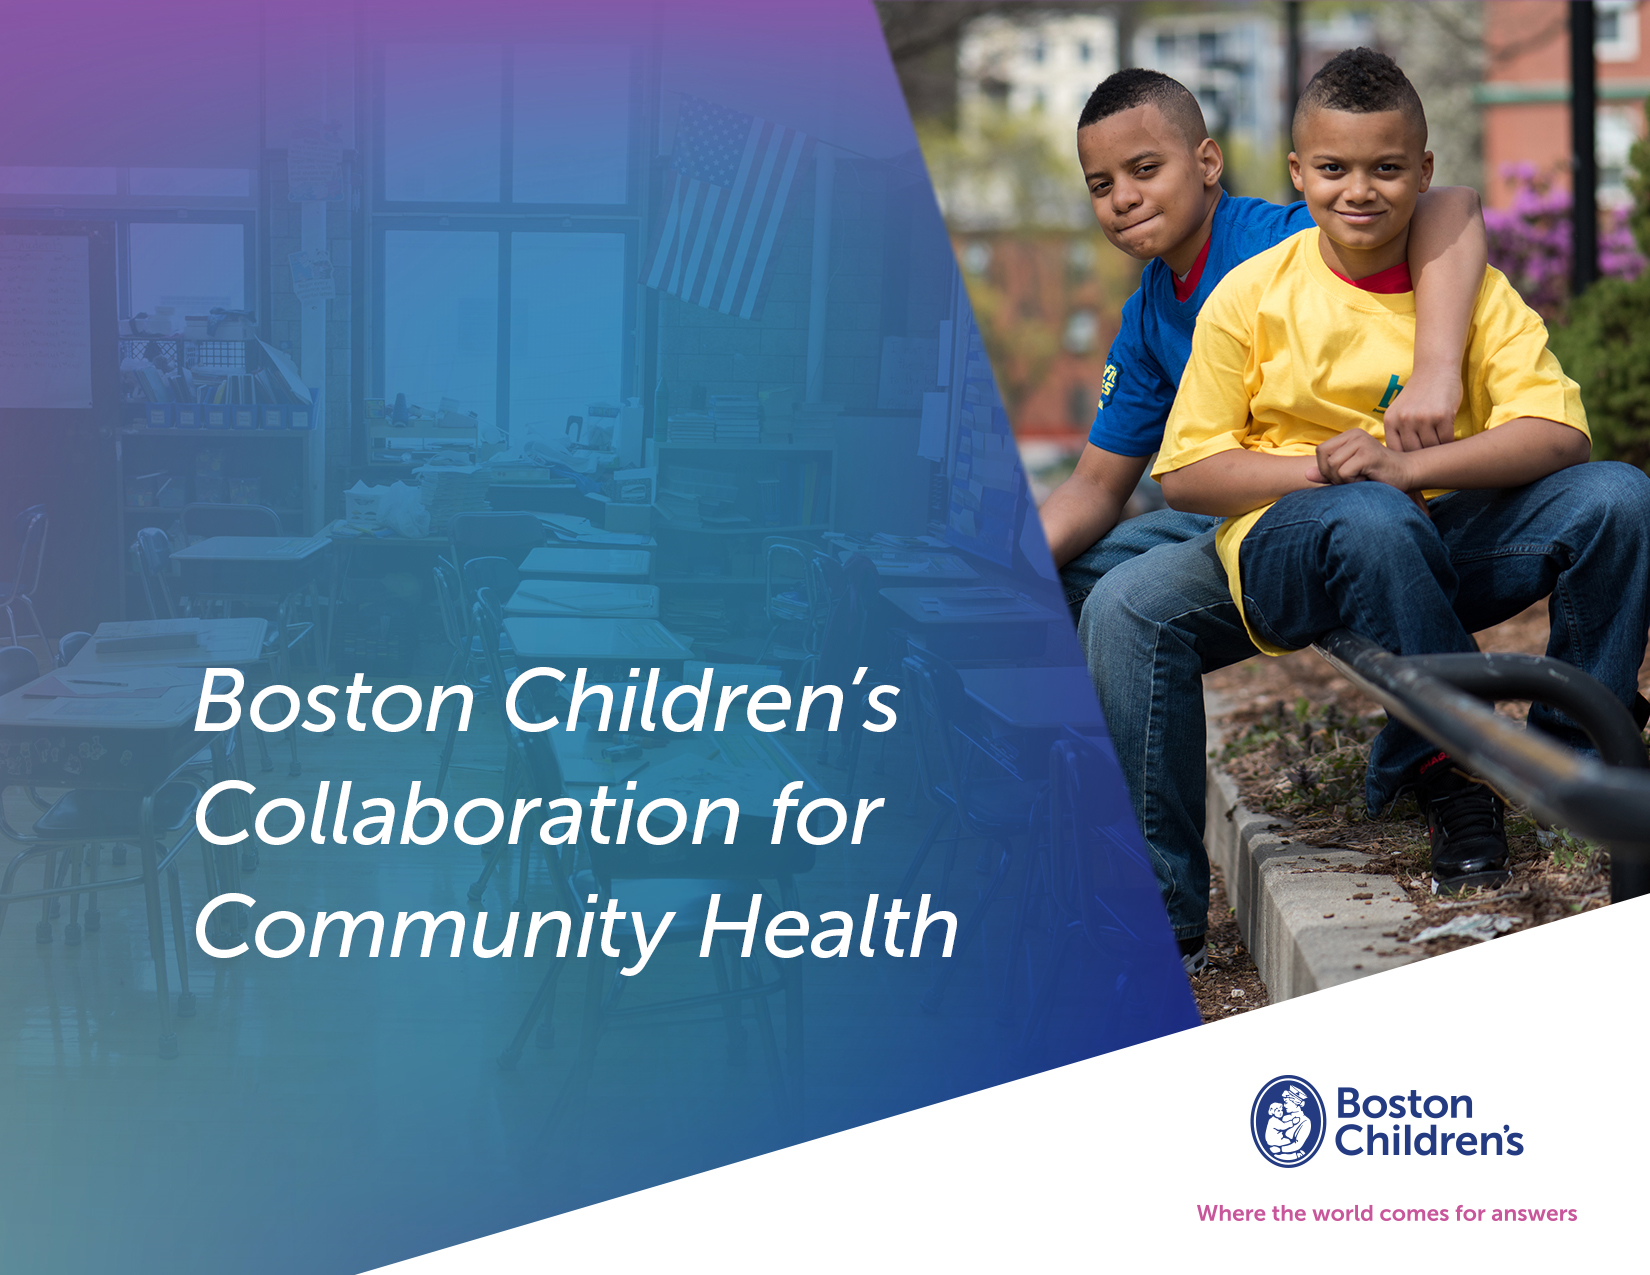 Boston Children’s
Collaboration for
Community Health
Boston
Children’s
Where the world comes for answers